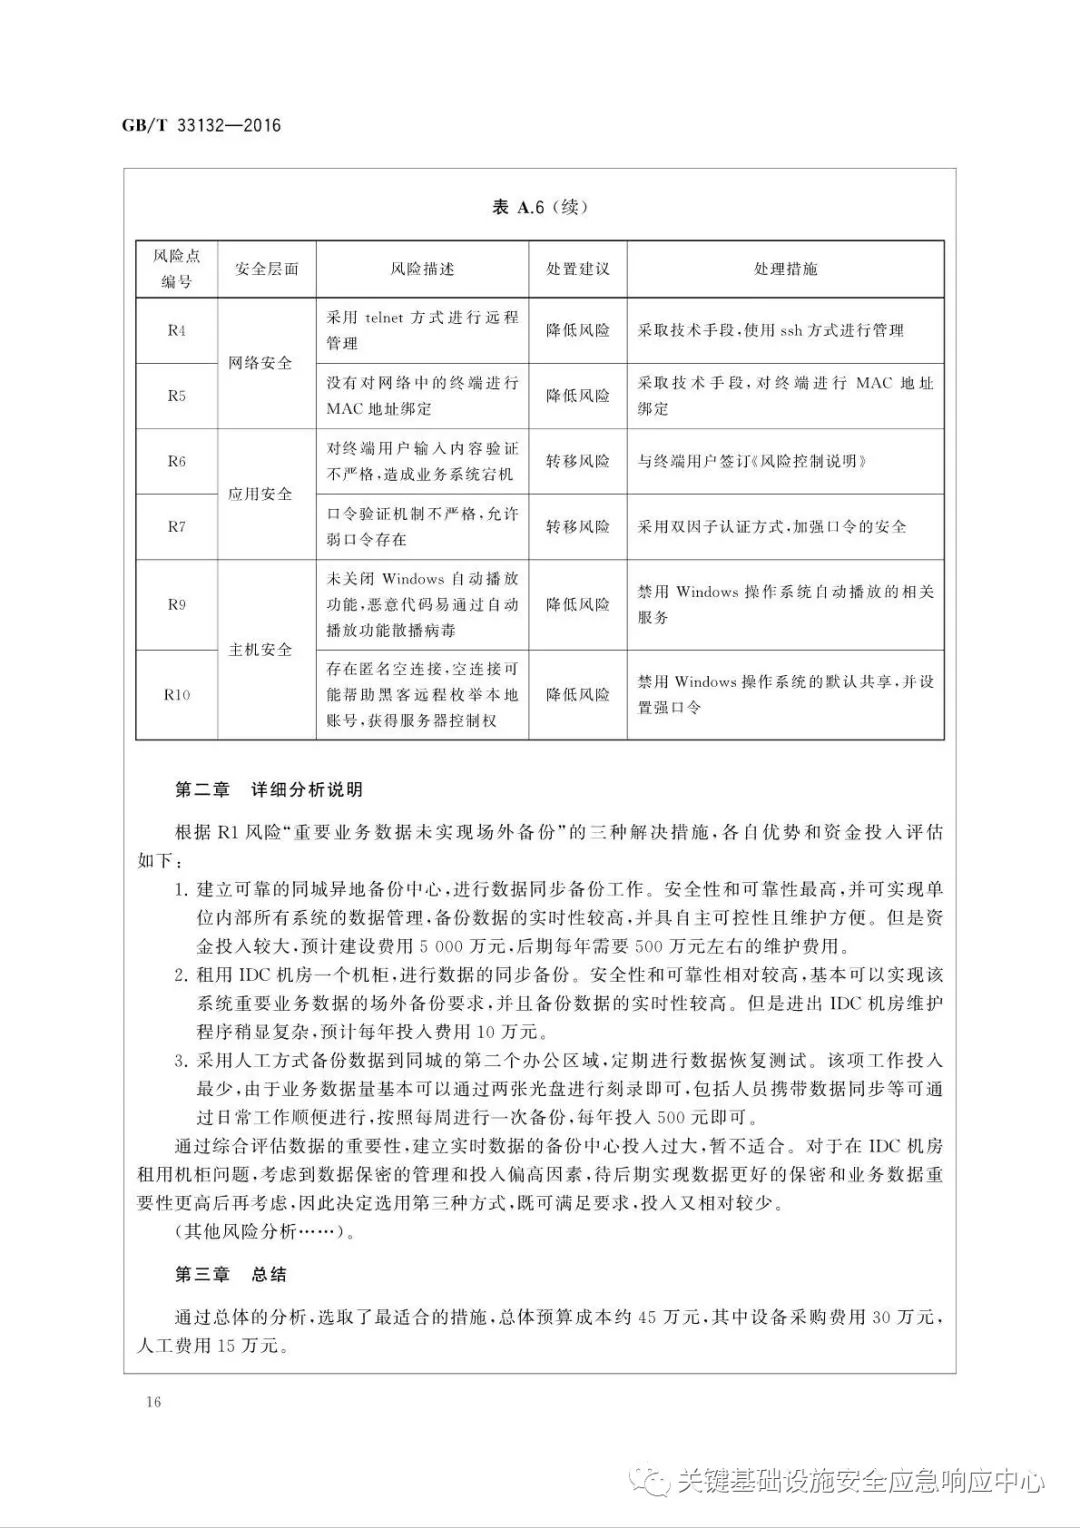 GB/T 33132—2016
表 A.6（续）
风险点
编号
安全层面
风险描述
处置建议
处理措施
R4
网络安全
采用 telnet 方式进行远程
管理
降低风险
采取技术手段,使用 ssh 方式进行管理
R5
没有对网络中的终端进行
MAC 地址绑定
降低风险
采取技术手段,对终端进行 MAC 地址
绑定
R6
应用安全
对终端用户输入内容验证
不严格,造成业务系统宕机
转移风险
与终端用户签订《风险控制说明》
R7
口令验证机制不严格,允许
弱口令存在
转移风险
采用双因子认证方式,加强口令的安全
R9
主机安全
未关闭 Windows 自动播放
功能,恶意代码易通过自动
播放功能散播病毒
降低风险
禁用 Windows 操作系统自动播放的相关
服务
R10
存在匿名空连接,空连接可
能帮助黑客远程枚举本地
账号,获得服务器控制权
降低风险
禁用 Windows 操作系统的默认共享,并设
置强口令
第二章 详细分析说明
根据 R1 风险“重要业务数据未实现场外备份”的三种解决措施,各自优势和资金投入评估
如下:
1. 建立可靠的同城异地备份中心,进行数据同步备份工作。安全性和可靠性最高,并可实现单
位内部所有系统的数据管理,备份数据的实时性较高,并具自主可控性且维护方便。但是资
金投入较大,预计建设费用 5 000 万元,后期每年需要 500 万元左右的维护费用。
2. 租用 IDC 机房一个机柜,进行数据的同步备份。安全性和可靠性相对较高,基本可以实现该
系统重要业务数据的场外备份要求,并且备份数据的实时性较高。但是进出 IDC 机房维护
程序稍显复杂,预计每年投入费用 10 万元。
3. 采用人工方式备份数据到同城的第二个办公区域,定期进行数据恢复测试。该项工作投入
最少,由于业务数据量基本可以通过两张光盘进行刻录即可,包括人员携带数据同步等可通
过日常工作顺便进行,按照每周进行一次备份,每年投入 500 元即可。
通过综合评估数据的重要性,建立实时数据的备份中心投入过大,暂不适合。对于在 IDC 机房
租用机柜问题,考虑到数据保密的管理和投入偏高因素,待后期实现数据更好的保密和业务数据重
要性更高后再考虑,因此决定选用第三种方式,既可满足要求,投入又相对较少。
（其他风险分析……）。
第三章 总结
通过总体的分析,选取了最适合的措施,总体预算成本约 45 万元,其中设备采购费用 30 万元,
人工费用 15 万元。
16
关键基础设施安全应急响应中心